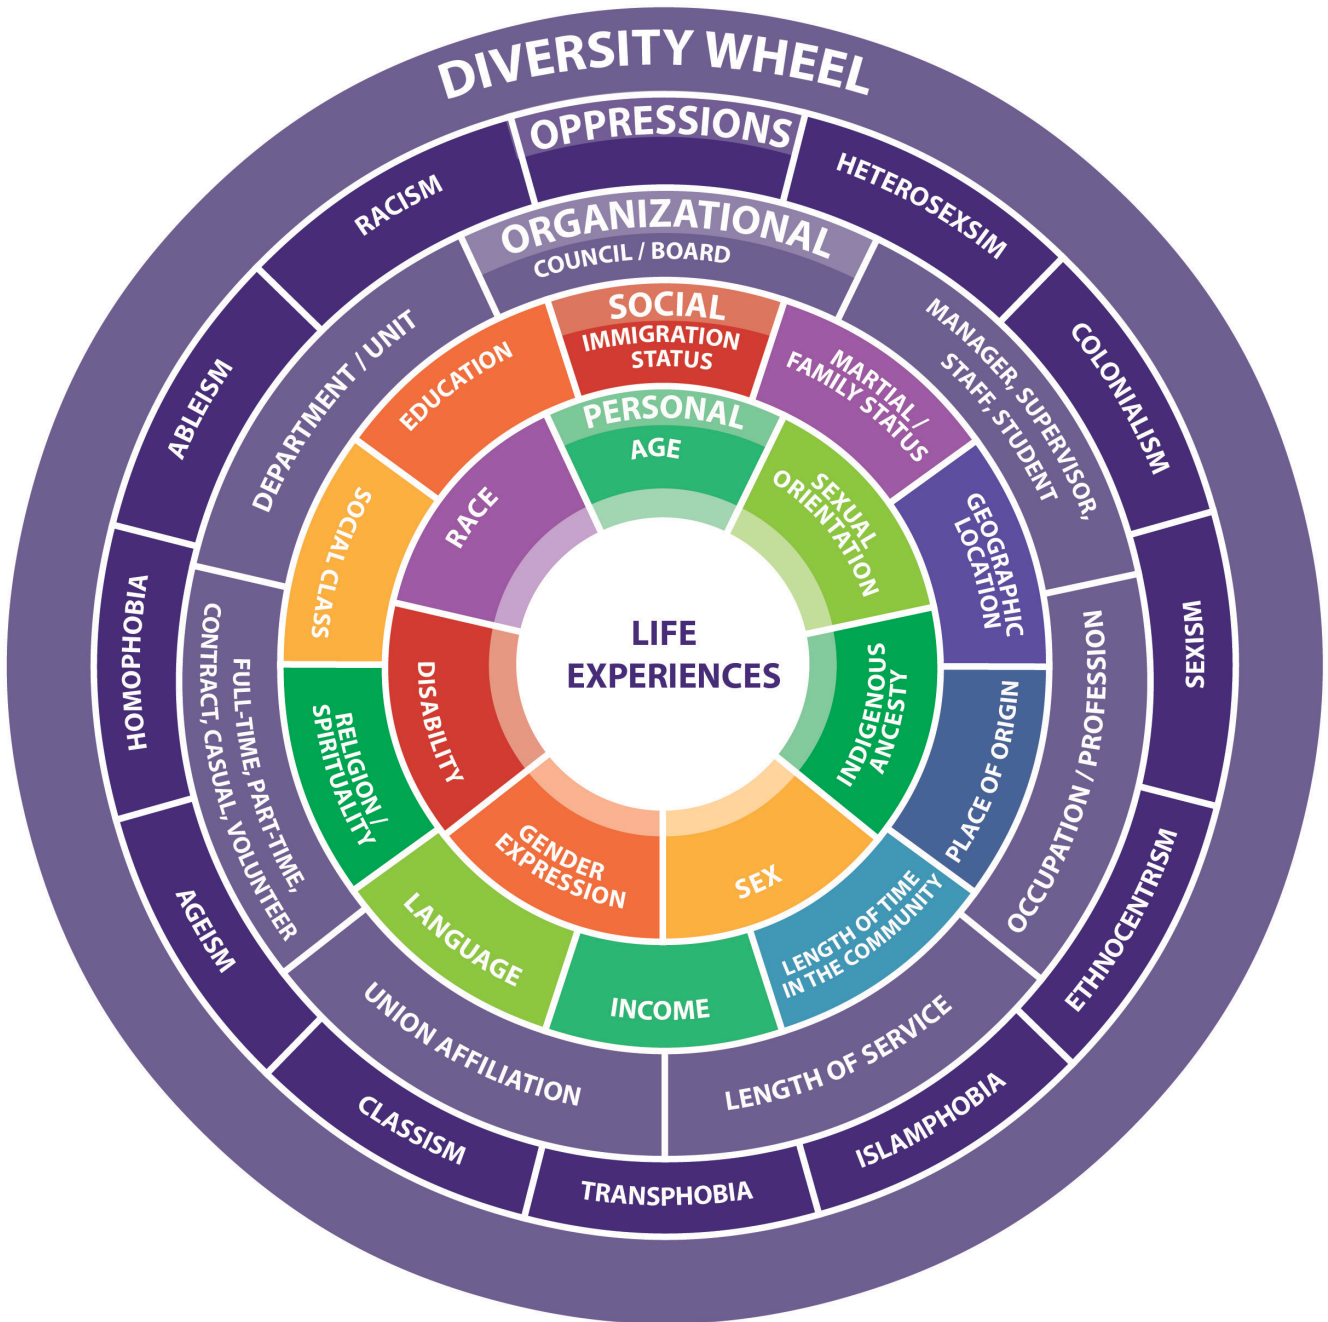 DIVERSITY WHEEL
OPPRESSIONS
HETEROSEXSIM
COLONIALISM
SEXISM
ETHNOCENTRISM
ISLAMPHOBIA
TRANSPHOBIA
CLASSISM
AGEISM
HOMOPHOBIA
ABLEISM
RACISM
ORGANIZATIONAL
COUNCIL / BOARD
MANAGER, SUPERVISOR,
STAFF, STUDENT
OCCUPATION / PROFESSION
LENGTH OF SERVICE
UNION AFFILIATION
FULL-TIME, PART-TIME,
CONTRACT, CASUAL, VOLUNTEER
DEPARTMENT / UNIT
SOCIAL
IMMIGRATION
STATUS
MARTIAL /
FAMILY STATUS
GEOGRAPHIC
LOCATION
PLACE OF ORIGIN
LENGTH OF TIME
IN THE COMMUNITY
INCOME
LANGUAGE
RELIGION /
SPIRITUALITY
SOCIAL CLASS
EDUCATION
PERSONAL
AGE
SEXUAL
ORIENTATION
INDIGENOUS
ANCESTY
SEX
GENDER
EXPRESSION
DISABILITY
RACE
LIFE
EXPERIENCES